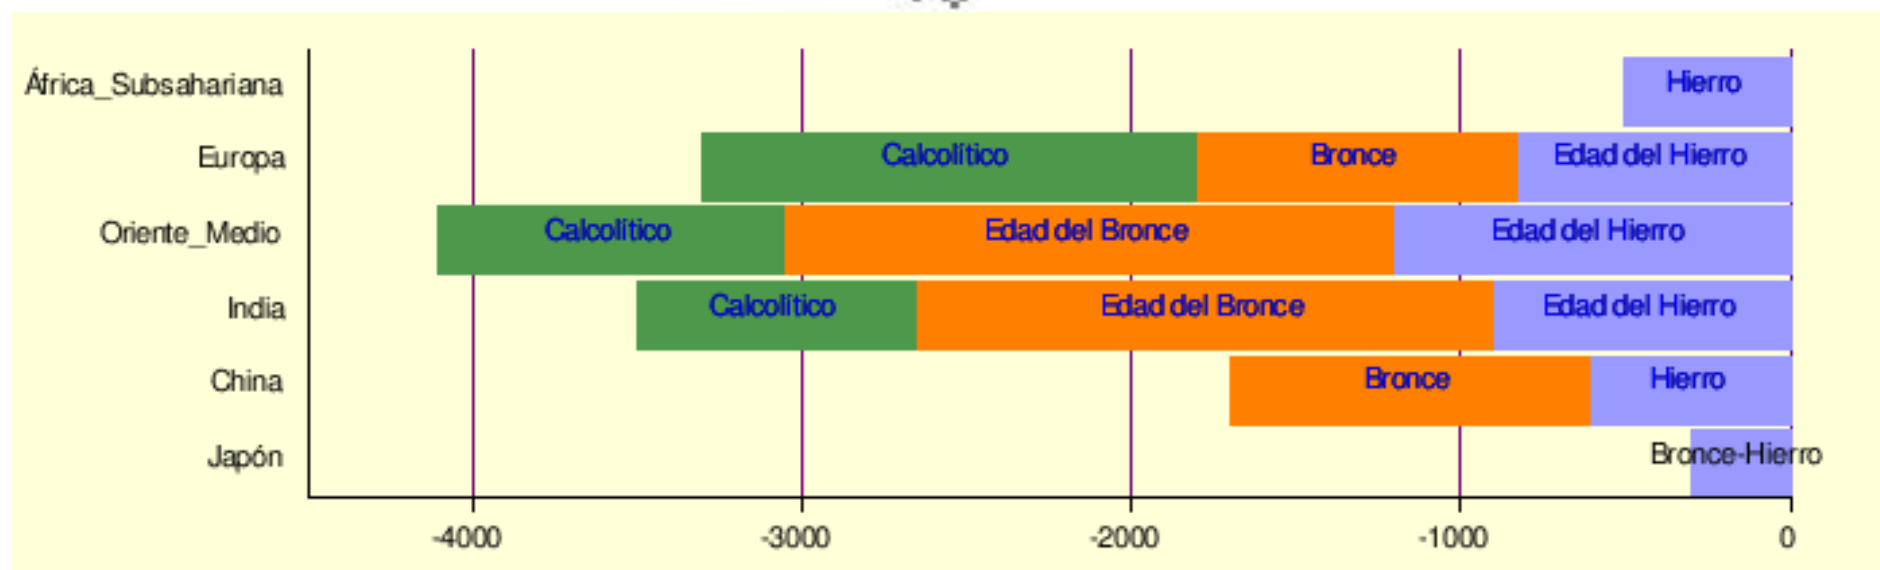 África_Subsahariana Hierro
Europa Calcolítico Bronce Edad del Hierro
Oriente_Medio Calcolítico Edad del Bronce Edad del Hierro
India Calcolítico Edad del Bronce Edad del Hierro
China Bronce Hierro
Japón Bronce-Hierro
-4000 -3000 -2000 -1000 0